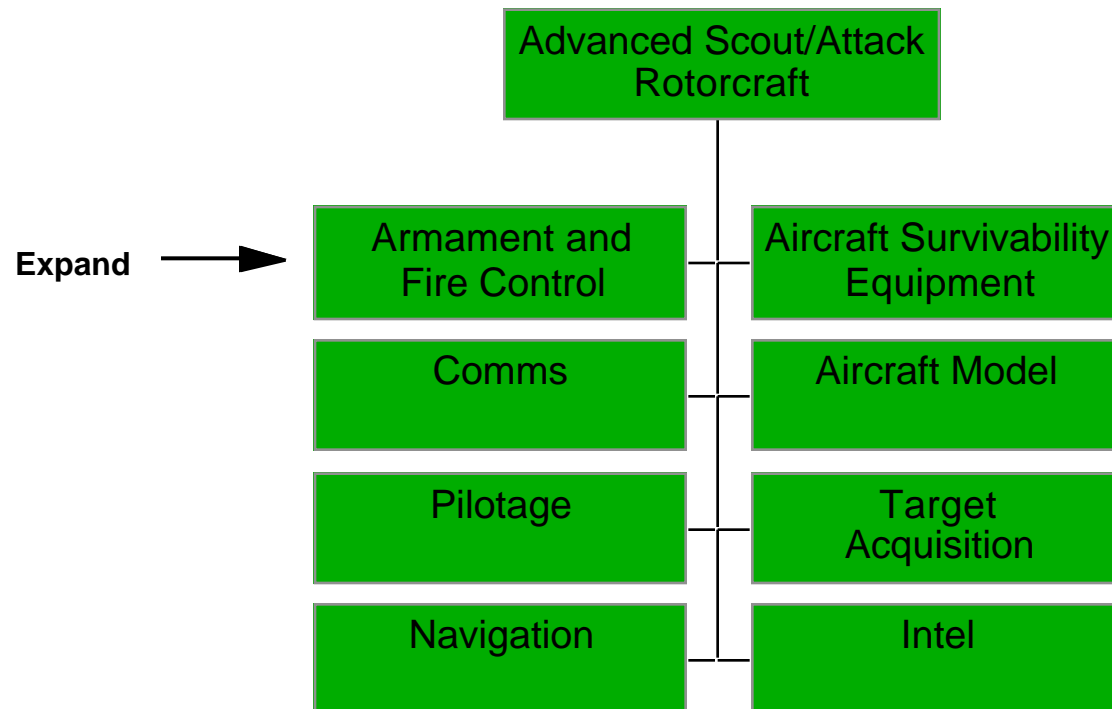 Advanced Scout/Attack
Rotorcraft
Expand
Armament and
Fire Control
Aircraft Survivability
Equipment
Comms
Aircraft Model
Pilotage
Target
Acquisition
Navigation
Intel